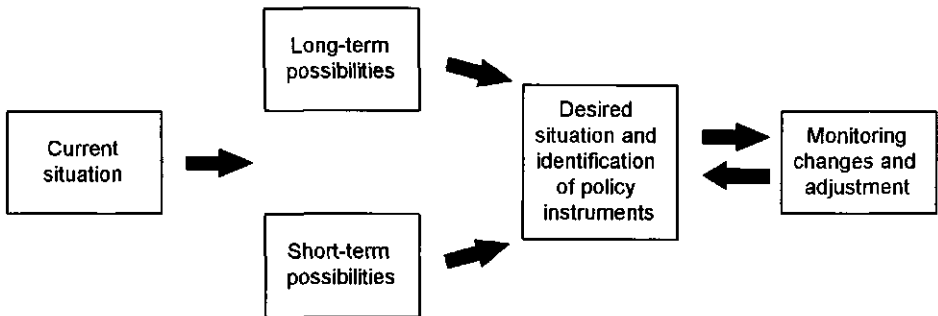 Current
situation
Long-term
possibilities
Short-term
possibilities
Desired
situation and
identification
of policy
instruments
Monitoring
changes and
adjustment